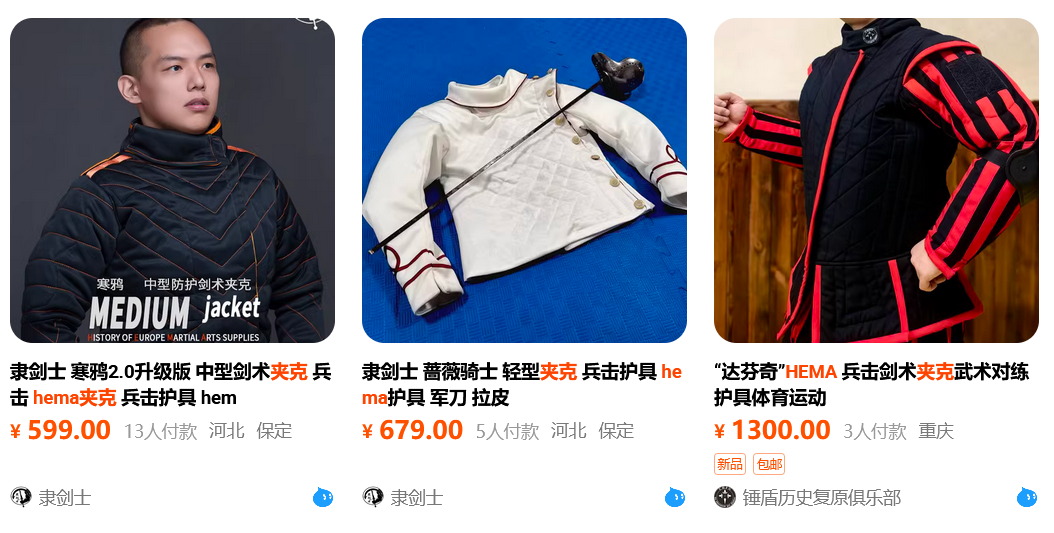 寒鸦 中型防护剑术夹克
MEDIUM jacket
HISTORY OF EUROPE MARTIAL ARTS SUPPLIES
隶剑士 寒鸦2.0升级版 中型剑术夹克 兵
击 hema夹克 兵击护具 hem
¥ 599.00 13人付款 河北 保定
隶剑士
隶剑士 蔷薇骑士 轻型夹克 兵击护具 he
ma护具 军刀 拉皮
¥ 679.00 5人付款 河北 保定
隶剑士
“达芬奇”HEMA 兵击剑术夹克武术对练
护具体育运动
¥ 1300.00 3人付款 重庆
新品 包邮
锤盾历史复原俱乐部